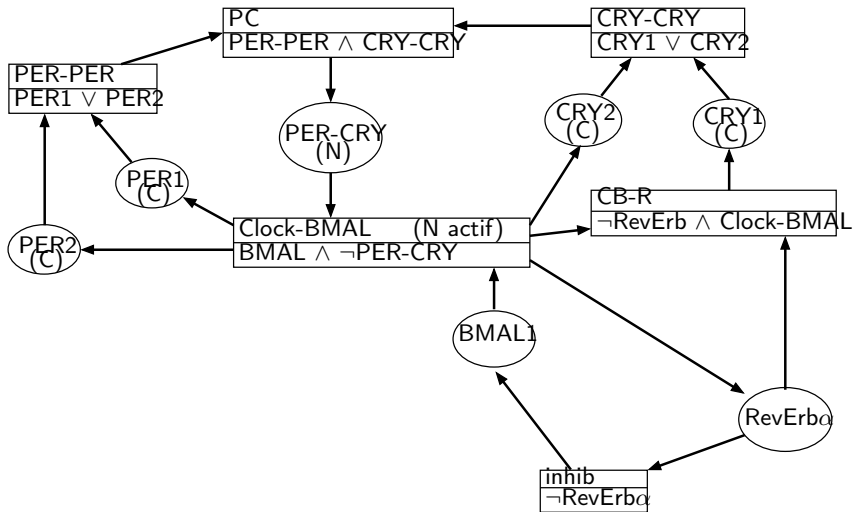 PC
PER-PER ∧ CRY-CRY
CRY-CRY
CRY1 ∨ CRY2
PER-PER
PER1 ∨ PER2
PER-CRY
(N)
CRY2
(C)
CRY1
(C)
PER1
(C)
CB-R
¬RevErb ∧ Clock-BMAL
Clock-BMAL (N actif)
BMAL ∧ ¬PER-CRY
PER2
(C)
BMAL1
RevErbα
inhib
¬RevErbα